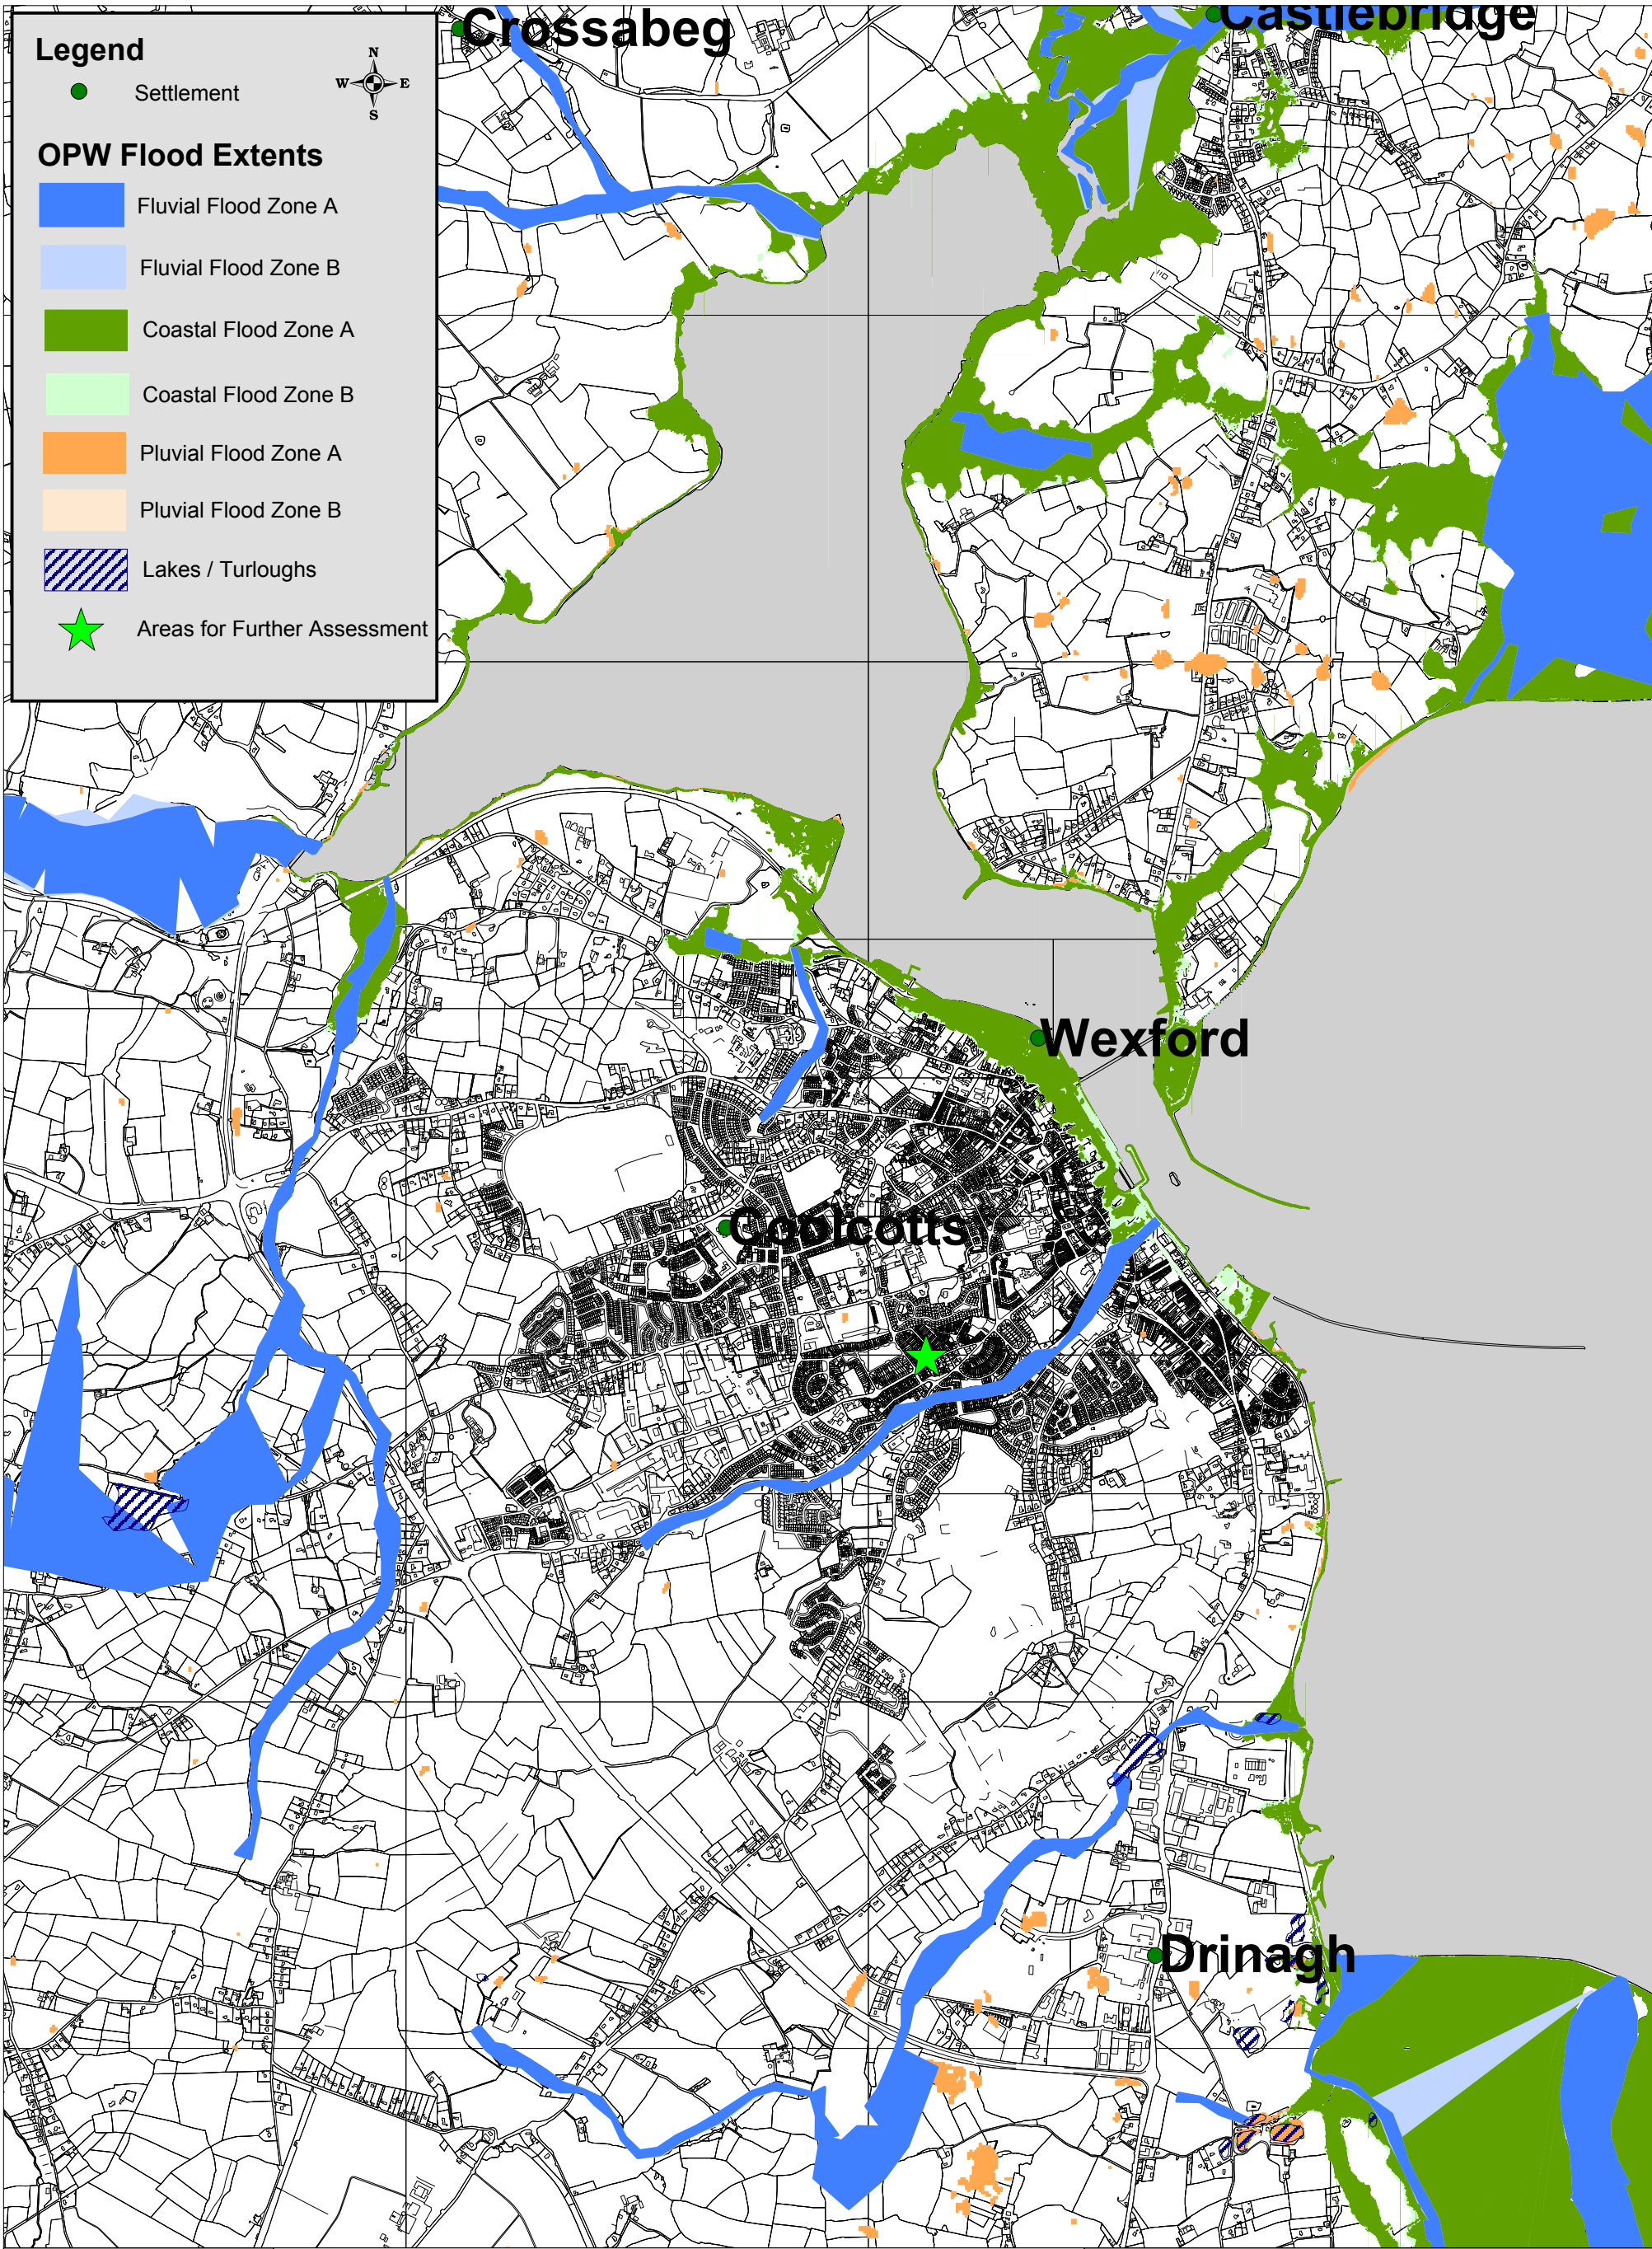 Crossabeg
Castlebridge
Legend
N
W E
S
Settlement
OPW Flood Extents
Fluvial Flood Zone A
Fluvial Flood Zone B
Coastal Flood Zone A
Coastal Flood Zone B
Pluvial Flood Zone A
Pluvial Flood Zone B
Lakes / Turloughs
Areas for Further Assessment
Wexford
Coolcotts
Drinagh